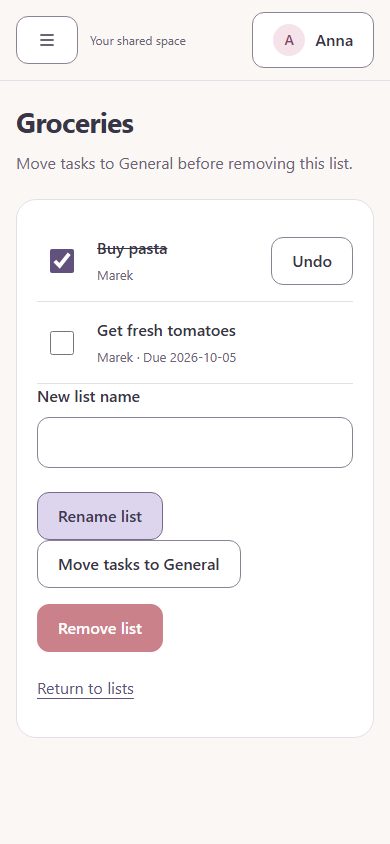 Your shared space
A
Anna
Groceries
Move tasks to General before removing this list.
Buy pasta
Marek
Undo
Get fresh tomatoes
Marek · Due 2026-10-05
New list name
Rename list
Move tasks to General
Remove list
Return to lists